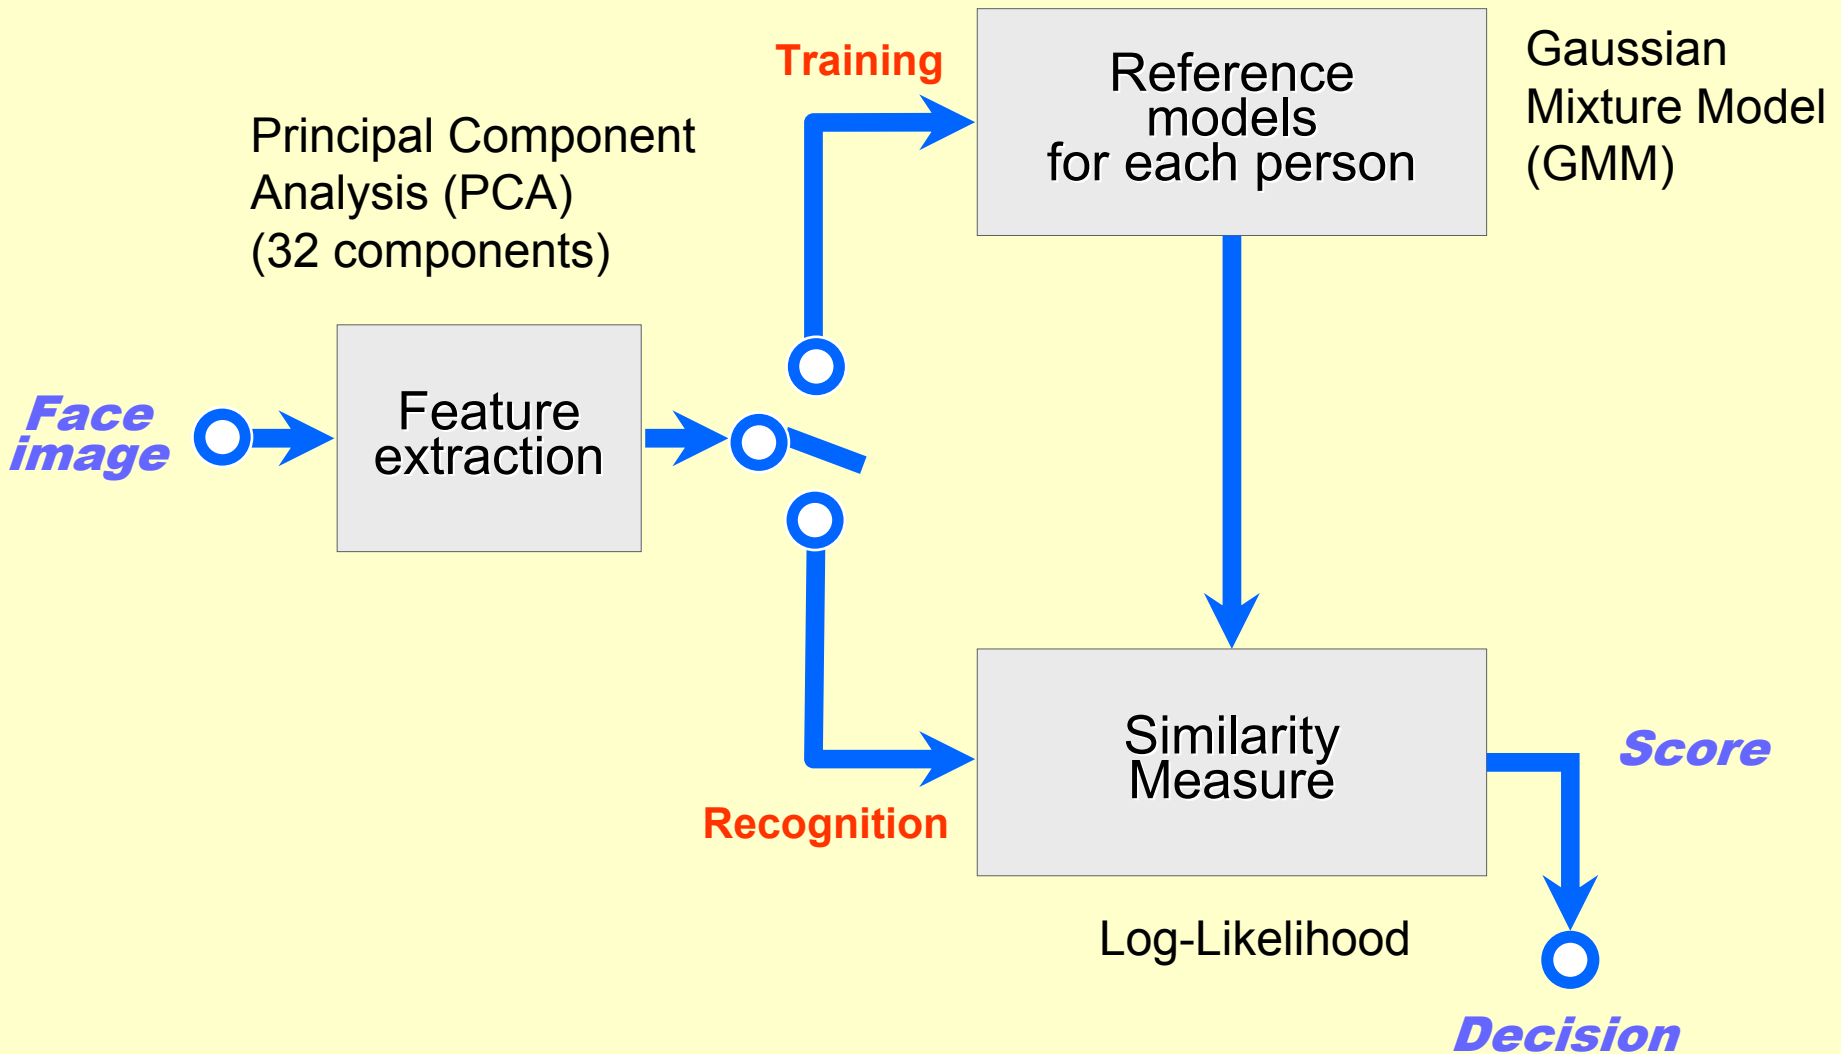 Training
Reference
models
for each person
Gaussian
Mixture Model
(GMM)
Principal Component
Analysis (PCA)
(32 components)
Face
image
Feature
extraction
Similarity
Measure
Score
Recognition
Log-Likelihood
Decision